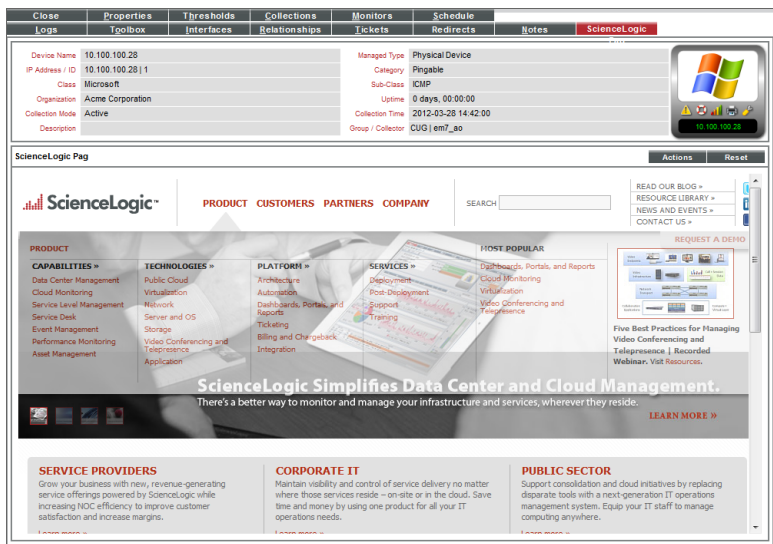 Close Properties Thresholds Collections Monitors Schedule
Logs Toolbox Interfaces Relationships Tickets Redirects Notes ScienceLogic
Device Name 10.100.100.28 Managed Type Physical Device
IP Address / ID 10.100.100.28 | 1 Category Pingable
Class Microsoft Sub-Class ICMP
Organization Acme Corporation Uptime 0 days, 00:00:00
Collection Mode Active Collection Time 2012-03-28 14:42:00
Description Group / Collector CUG | em7_ao
10.100.100.28
ScienceLogic Pag Actions Reset
ScienceLogic
PRODUCT CUSTOMERS PARTNERS COMPANY
SEARCH
READ OUR BLOG »
RESOURCE LIBRARY »
NEWS AND EVENTS »
CONTACT US »
REQUEST A DEMO
PRODUCT
CAPABILITIES »
Data Center Management
Cloud Monitoring
Service Level Management
Service Desk
Event Management
Performance Monitoring
Asset Management
TECHNOLOGIES »
Public Cloud
Virtualization
Network
Server and OS
Storage
Video Conferencing and
Telepresence
Application
PLATFORM »
Architecture
Automation
Dashboards, Portals, and
Reports
Ticketing
Billing and Chargeback
Integration
SERVICES »
Deployment
Post-Deployment
Support
Training
MOST POPULAR
Dashboards, Portals, and Reports
Cloud Monitoring
Virtualization
Video Conferencing and
Telepresence
Five Best Practices for Managing
Video Conferencing and
Telepresence | Recorded
Webinar. Visit Resources.
ScienceLogic Simplifies Data Center and Cloud Management.
There's a better way to monitor and manage your infrastructure and services, wherever they reside.
LEARN MORE »
SERVICE PROVIDERS
Grow your business with new, revenue-generating
service offerings powered by ScienceLogic while
increasing NOC efficiency to improve customer
satisfaction and increase margins.
Learn more »
CORPORATE IT
Maintain visibility and control of service delivery no matter
where those services reside – on-site or in the cloud. Save
time and money by using one product for all your IT
operations needs.
Learn more »
PUBLIC SECTOR
Support consolidation and cloud initiatives by replacing
disparate tools with a next-generation IT operations
management system. Equip your IT staff to manage
computing anywhere.
Learn more »